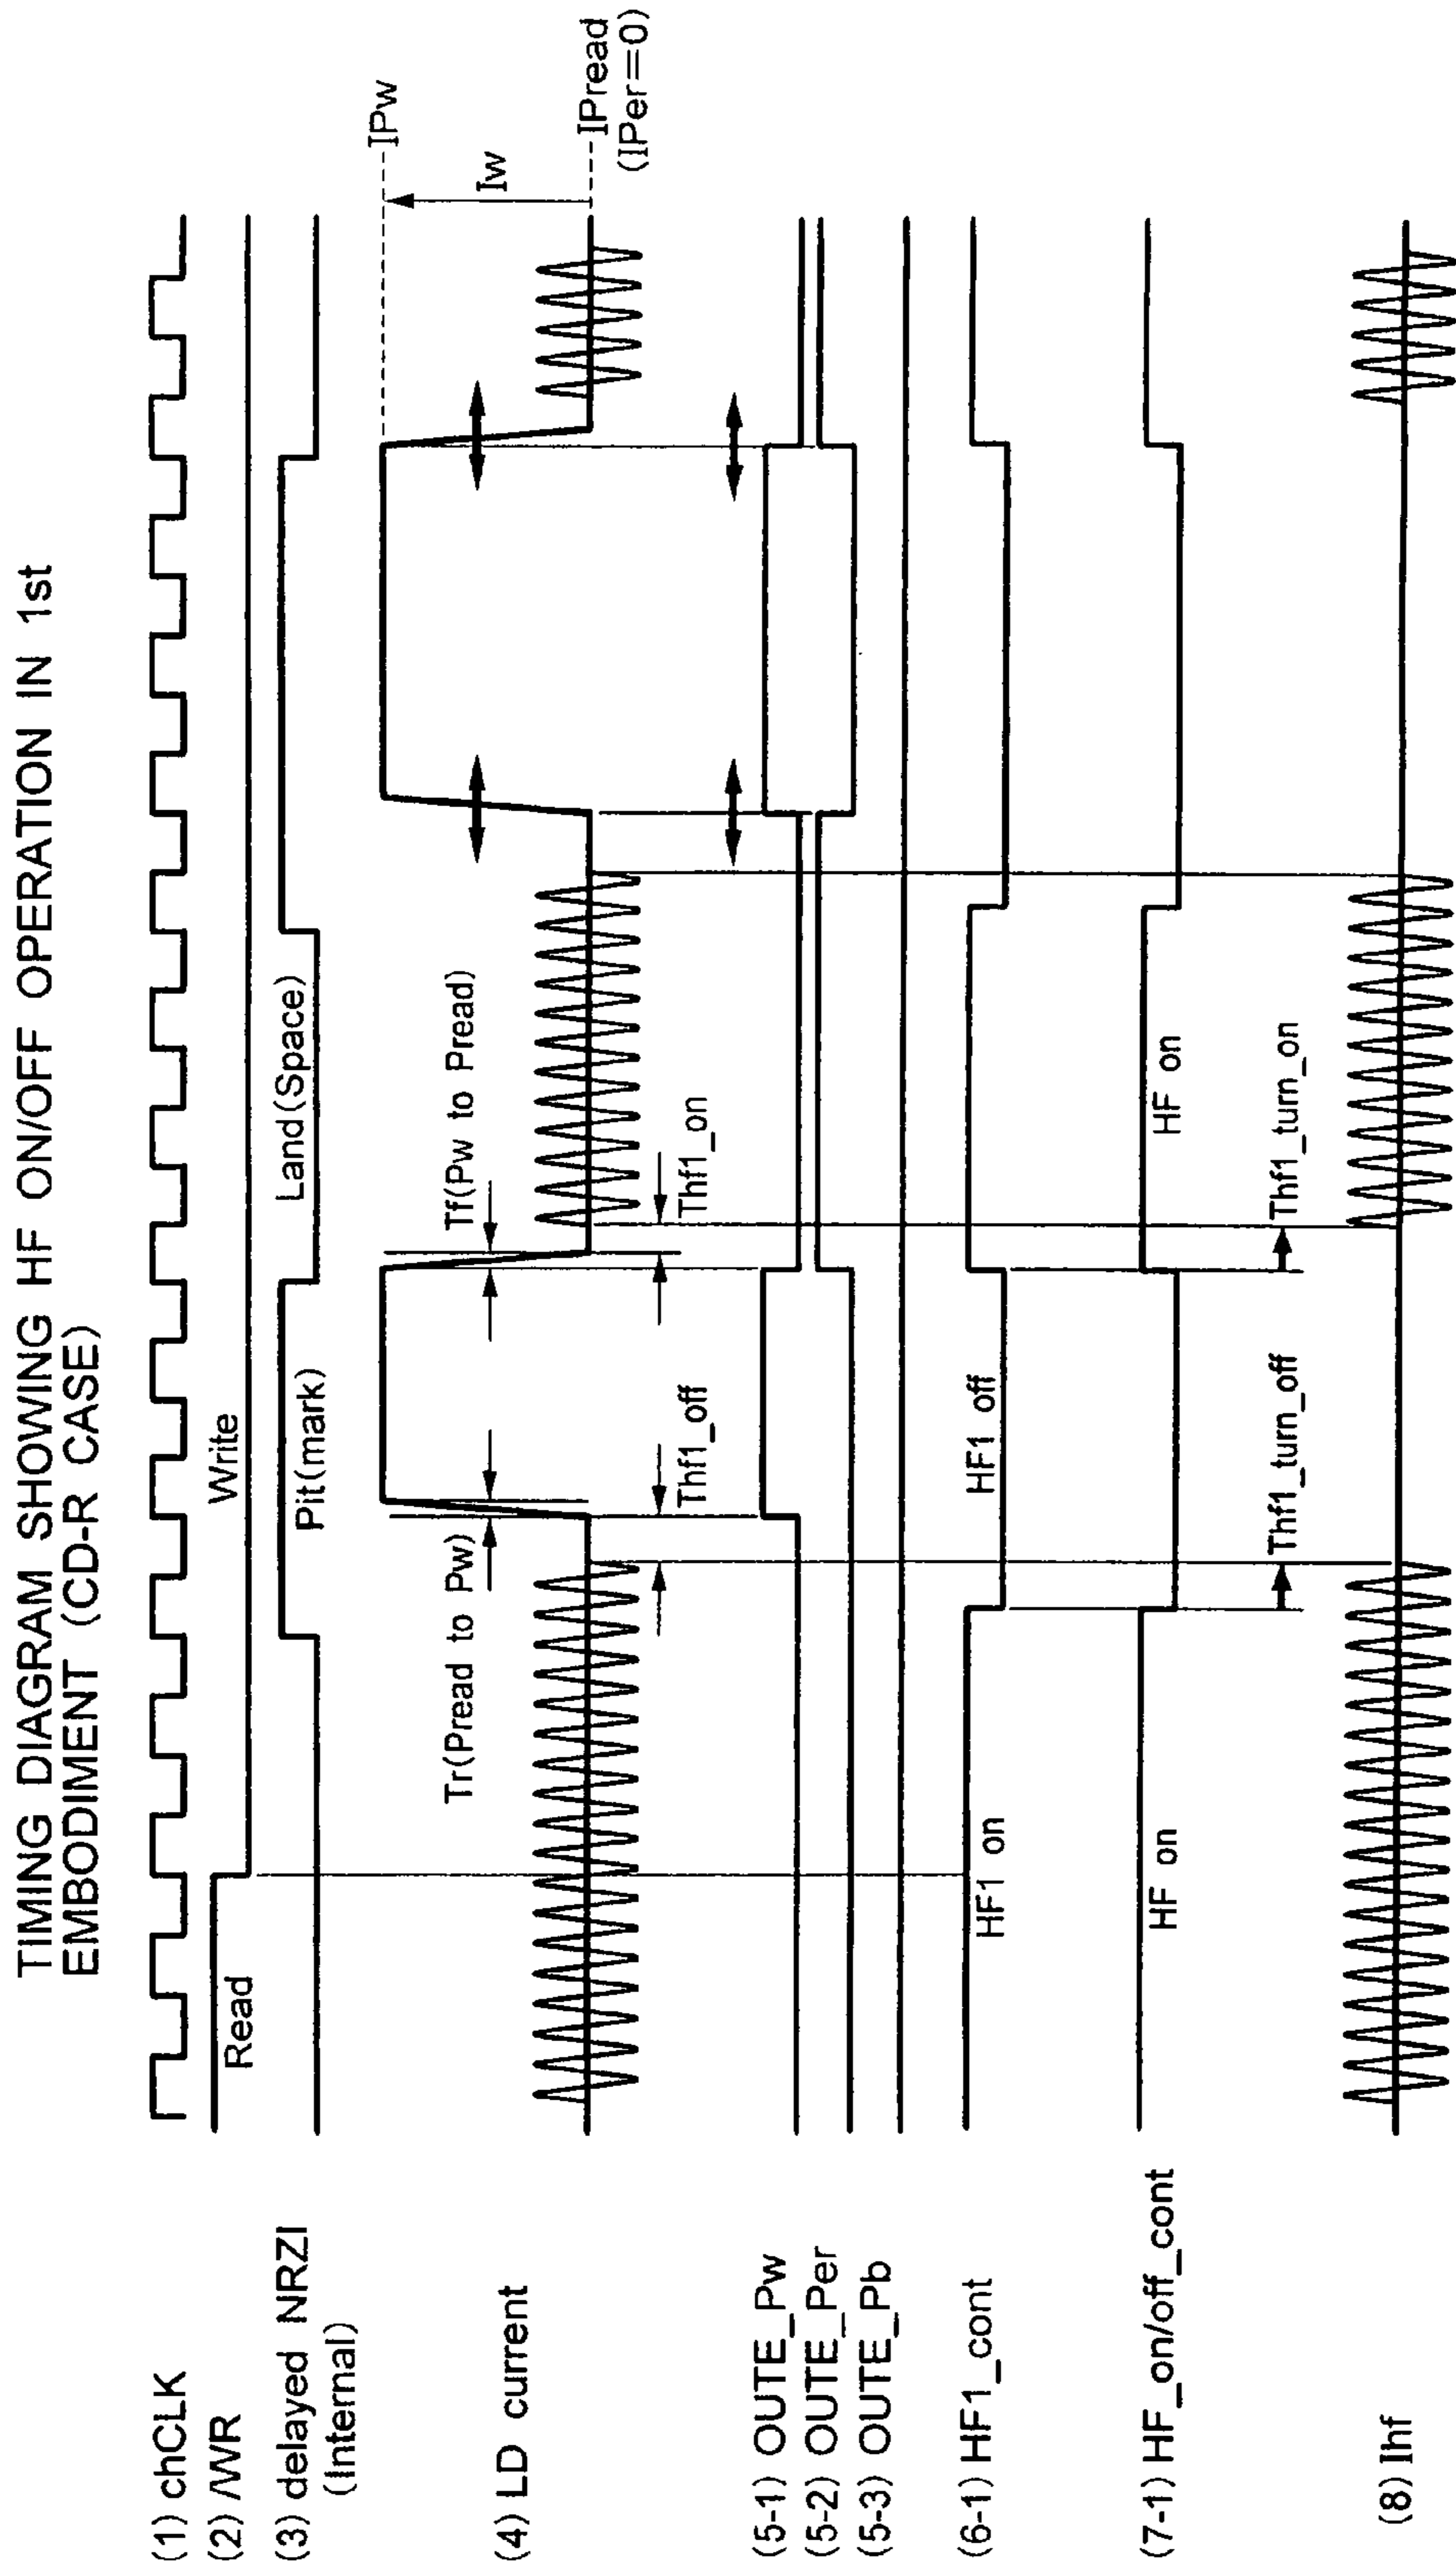 TIMING DIAGRAM SHOWING HF ON/OFF OPERATION IN 1st
EMBODIMENT (CD-R CASE)
(1) chCLK
(2) /WR
Read
Write
(3) delayed NRZI
(Internal)
Pit(mark)
Land(Space)
(4) LD current
Tr(Pread to Pw)
Tf(Pw to Pread)
IPw
Iw
IPread
(IPer=0)
Thf1_off
Thf1_on
(5-1) OUTE_Pw
(5-2) OUTE_Per
(5-3) OUTE_Pb
(6-1) HF1_cont
HF1 on
HF1 off
(7-1) HF_on/off_cont
HF on
HF on
Thf1_turn_off
Thf1_turn_on
(8) Ihf